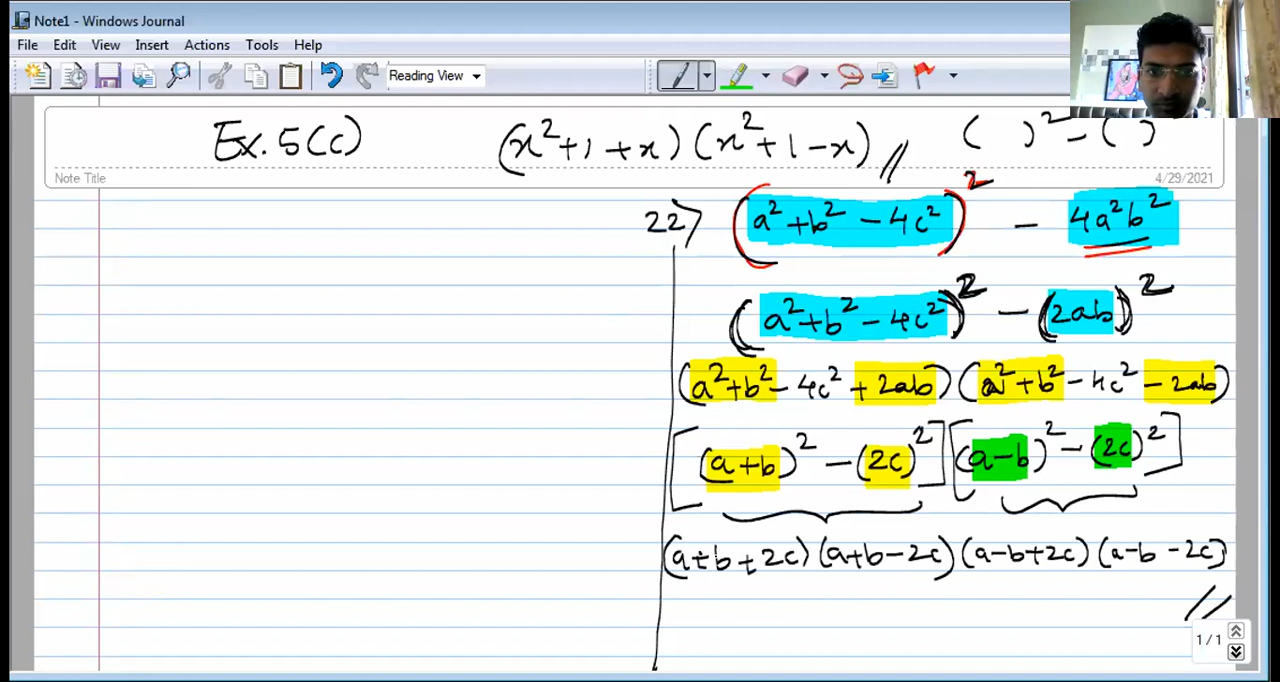 Note1 - Windows Journal
File Edit View Insert Actions Tools Help
Reading View
Ex. 5(c) (x²+1+x)(x²+1-x)// ( )² - ( )
Note Title 4/29/2021
22> (a²+b²-4c²)² - 4a²b²
(a²+b²-4c²)² - (2ab)²
(a²+b²-4c²+2ab)(a²+b²-4c²-2ab)
[(a+b)²-(2c)²][(a-b)²-(2c)²]
(a+b+2c)(a+b-2c)(a-b+2c)(a-b-2c)
//
1/1